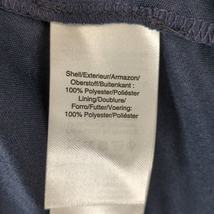 Shell/Exterieur/Armazon/
Oberstoff/Buitenkant :
100% Polyester/Poliéster
Lining/Doublure/
Forro/Futter/Voering:
100% Polyester/Poliéster